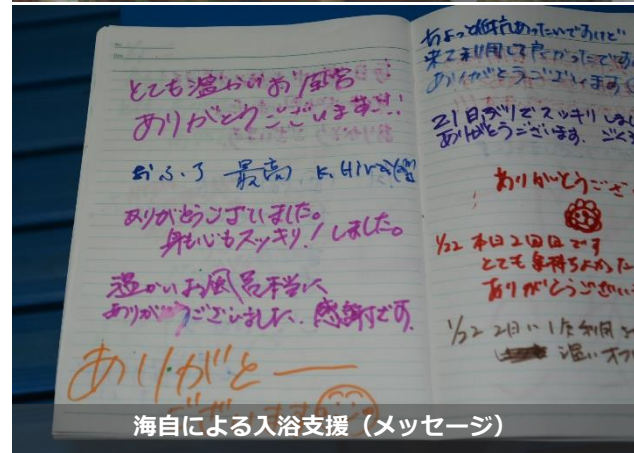 とても温かいお風呂
ありがとうございます!!
おふろ 最高
ありがとうございました。
身も心もスッキリ!しました。
温かいお風呂本当に
ありがとうございました。感謝です。
ありがとー
ございます
ちょっと抵抗あったいですけど
来て利用して良かったです
ありがとうございます
21日ぶりでスッキリしまし
ありがとうございます。
ありがとうござ
1/22 本日2回目です
とても気持ちよかった
ありがとうござい
1/22 2日に1度利用
温い
海自による入浴支援(メッセージ)